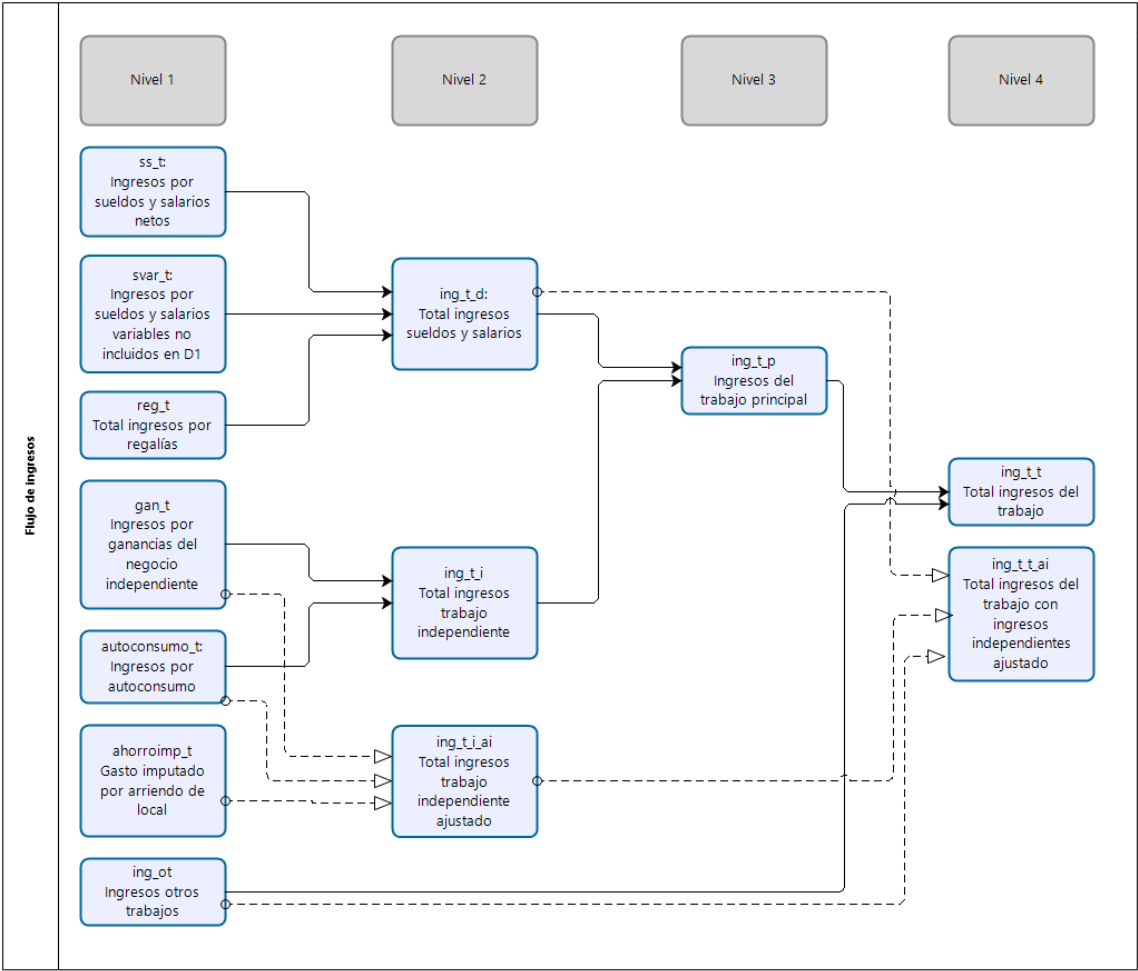 Flujo de ingresos
Nivel 1
Nivel 2
Nivel 3
Nivel 4
ss_t:
Ingresos por
sueldos y salarios
netos
svar_t:
Ingresos por
sueldos y salarios
variables no
incluidos en D1
reg_t
Total ingresos por
regalías
gan_t
Ingresos por
ganancias del
negocio
independiente
autoconsumo_t:
Ingresos por
autoconsumo
ahorroimp_t
Gasto imputado
por arriendo de
local
ing_ot
Ingresos otros
trabajos
ing_t_d:
Total ingresos
sueldos y salarios
ing_t_i
Total ingresos
trabajo
independiente
ing_t_i_ai
Total ingresos
trabajo
independiente
ajustado
ing_t_p
Ingresos del
trabajo principal
ing_t_t
Total ingresos del
trabajo
ing_t_t_ai
Total ingresos del
trabajo con
ingresos
independientes
ajustado